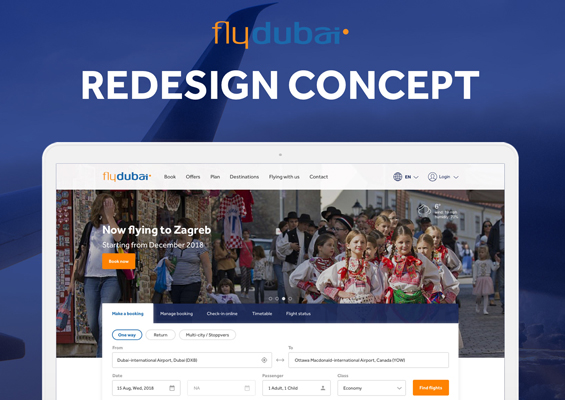 flydubai
REDESIGN CONCEPT
flydubai
Book Offers Plan Destinations Flying with us Contact EN Login
6°
Now flying to Zagreb
Starting from December 2018
Book now
Make a booking Manage booking Check-in online Timetable Flight status
One way Return Multi-city / Stoppvers
From To
Dubai-international Airport, Dubai (DXB) Ottawa Macdonald-international Airport, Canada (YOW)
Date Passenger Class
15 Aug, Wed, 2018 NA 1 Adult, 1 Child Economy Find flights